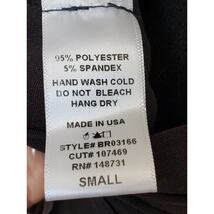 95% POLYESTER
5% SPANDEX
HAND WASH COLD
DO NOT BLEACH
HANG DRY
MADE IN USA
STYLE# BR03166
CUT# 107469
RN# 148731
SMALL